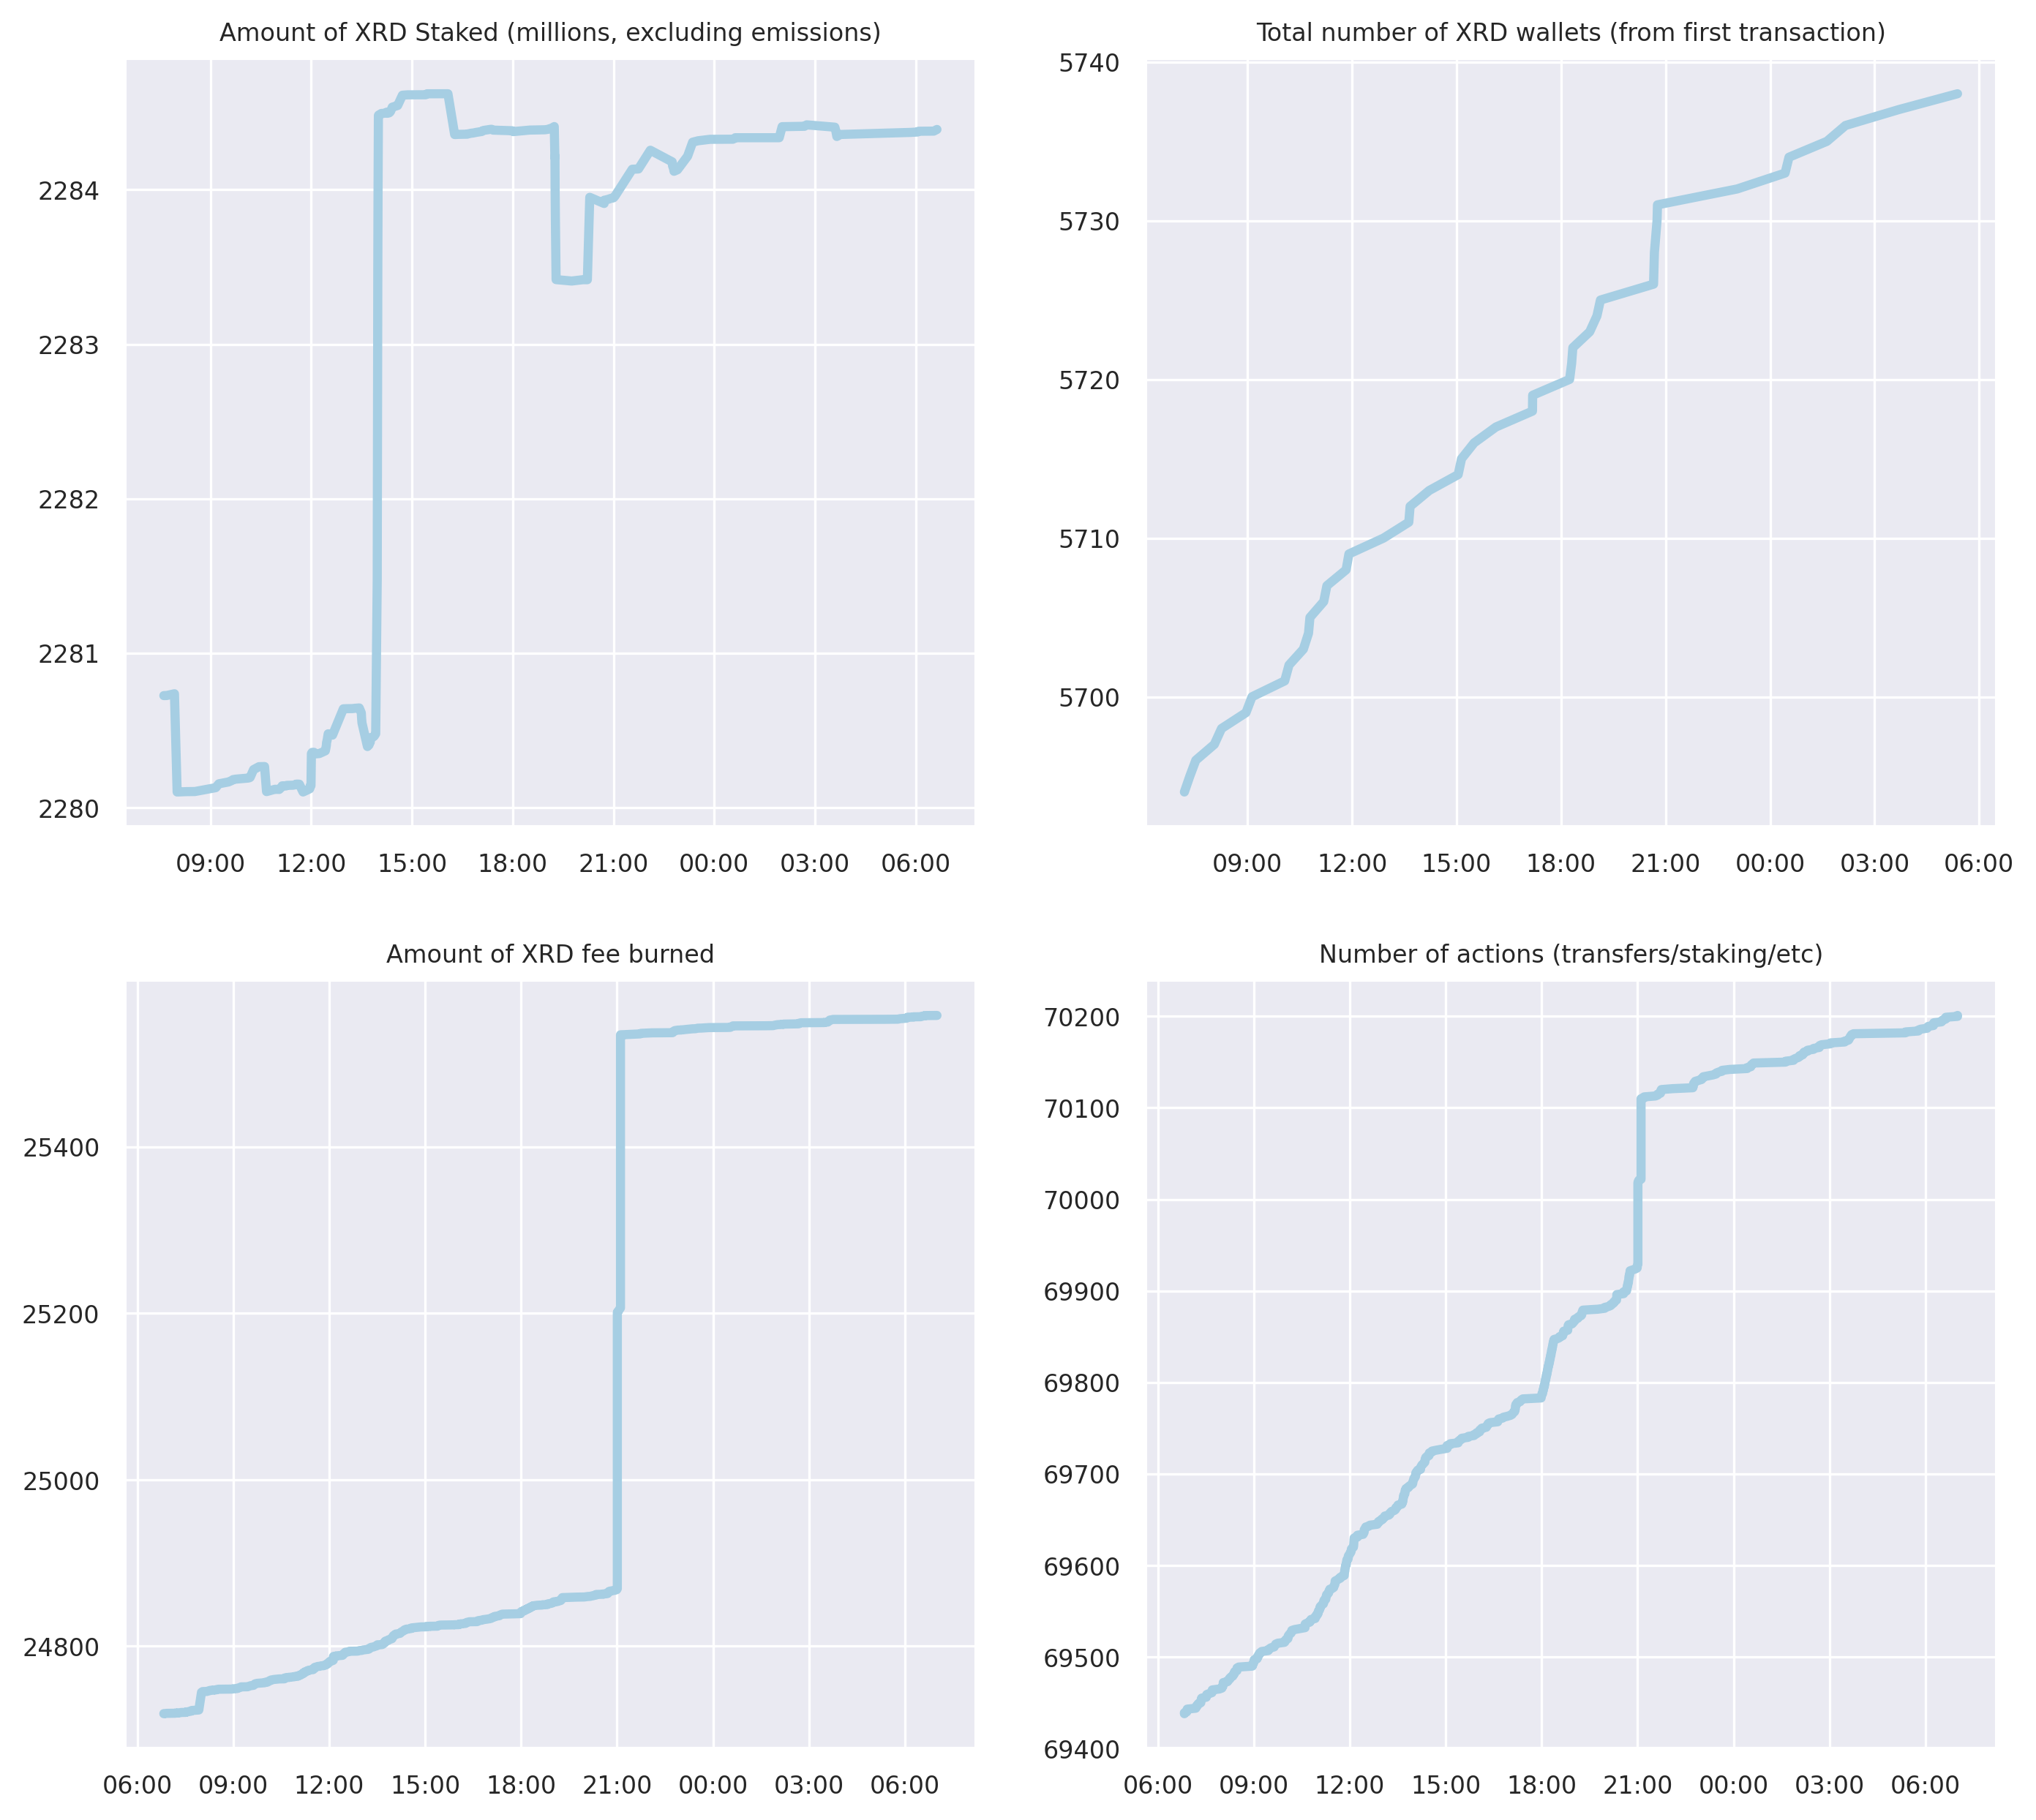 Amount of XRD Staked (millions, excluding emissions)
2284
2283
2282
2281
2280
09:00 12:00 15:00 18:00 21:00 00:00 03:00 06:00
Total number of XRD wallets (from first transaction)
5740
5730
5720
5710
5700
09:00 12:00 15:00 18:00 21:00 00:00 03:00 06:00
Amount of XRD fee burned
25400
25200
25000
24800
06:00 09:00 12:00 15:00 18:00 21:00 00:00 03:00 06:00
Number of actions (transfers/staking/etc)
70200
70100
70000
69900
69800
69700
69600
69500
69400
06:00 09:00 12:00 15:00 18:00 21:00 00:00 03:00 06:00